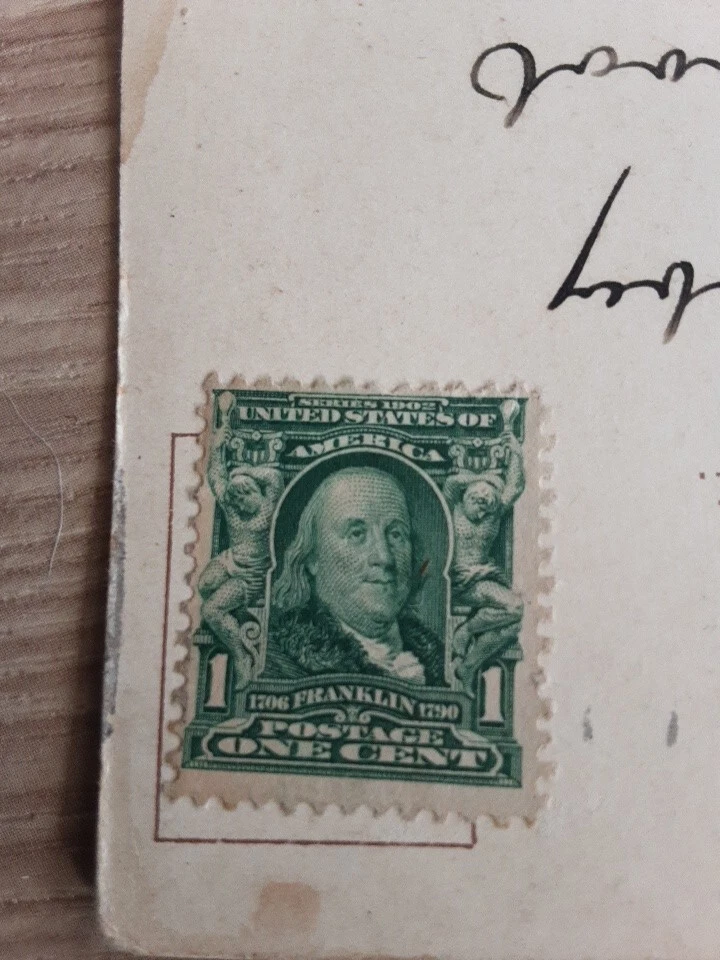 SERIES 1902
UNITED STATES OF
AMERICA
1 1706 FRANKLIN 1790 1
POSTAGE
ONE CENT